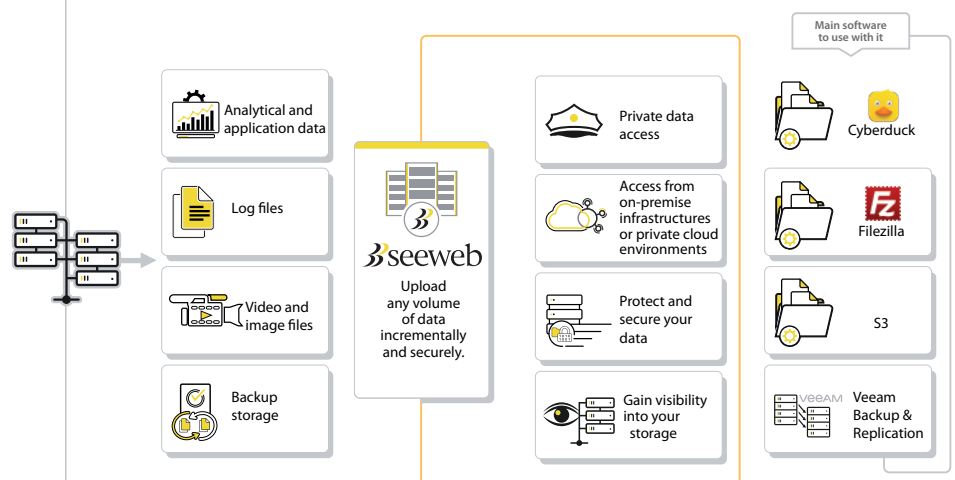 Main software
to use with it
Analytical and
application data
Log files
Video and
image files
Backup
storage
seeweb
Upload
any volume
of data
incrementally
and securely.
Private data
access
Access from
on-premise
infrastructures
or private cloud
environments
Protect and
secure your
data
Gain visibility
into your
storage
Cyberduck
Fz
Filezilla
S3
veeAM
Veeam
Backup &
Replication